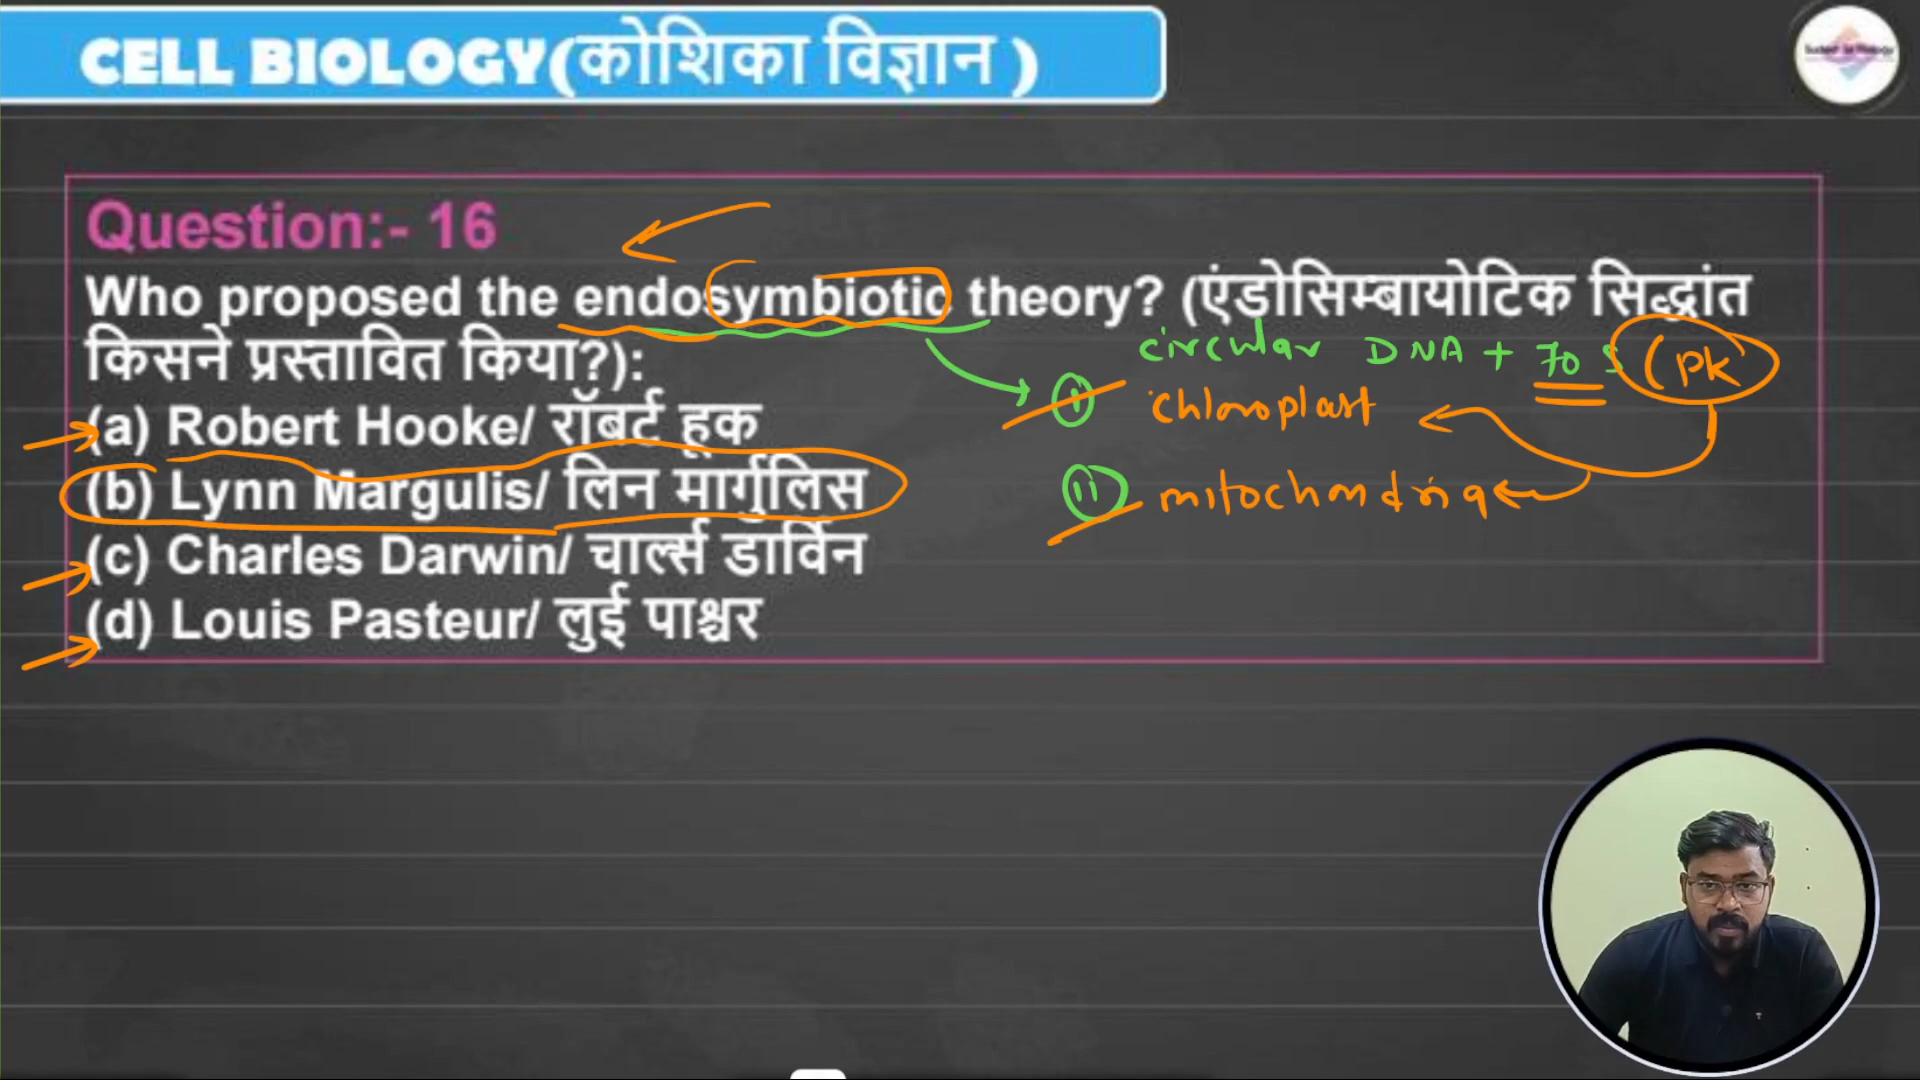 CELL BIOLOGY(कोशिका विज्ञान )
Question:- 16
Who proposed the endosymbiotic theory? (एंडोसिम्बायोटिक सिद्धांत
किसने प्रस्तावित किया?):
circular DNA + 70 S (PK)
(i) chloroplast
(a) Robert Hooke/ रॉबर्ट हूक
(b) Lynn Margulis/ लिन मार्गुलिस
(ii) mitochondria
(c) Charles Darwin/ चार्ल्स डार्विन
(d) Louis Pasteur/ लुई पाश्चर